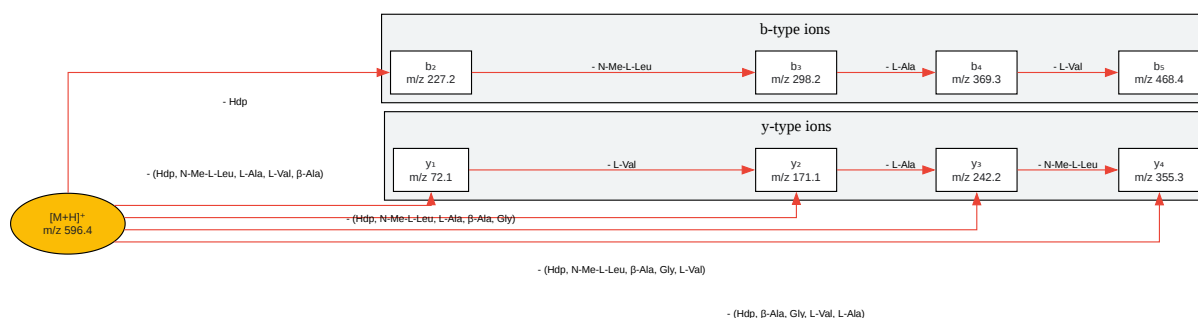 b-type ions
b₂
m/z 227.2
- N-Me-L-Leu
b₃
m/z 298.2
- L-Ala
b₄
m/z 369.3
- L-Val
b₅
m/z 468.4
- Hdp
y-type ions
y₁
m/z 72.1
- L-Val
y₂
m/z 171.1
- L-Ala
y₃
m/z 242.2
- N-Me-L-Leu
y₄
m/z 355.3
- (Hdp, N-Me-L-Leu, L-Ala, L-Val, β-Ala)
[M+H]⁺
m/z 596.4
- (Hdp, N-Me-L-Leu, L-Ala, β-Ala, Gly)
- (Hdp, N-Me-L-Leu, β-Ala, Gly, L-Val)
- (Hdp, β-Ala, Gly, L-Val, L-Ala)